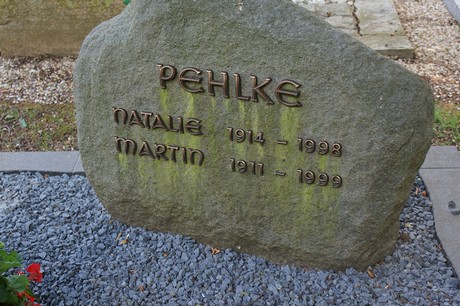 PEHLKE
NATALIE 1914 - 1998
MARTIN 1911 - 1999